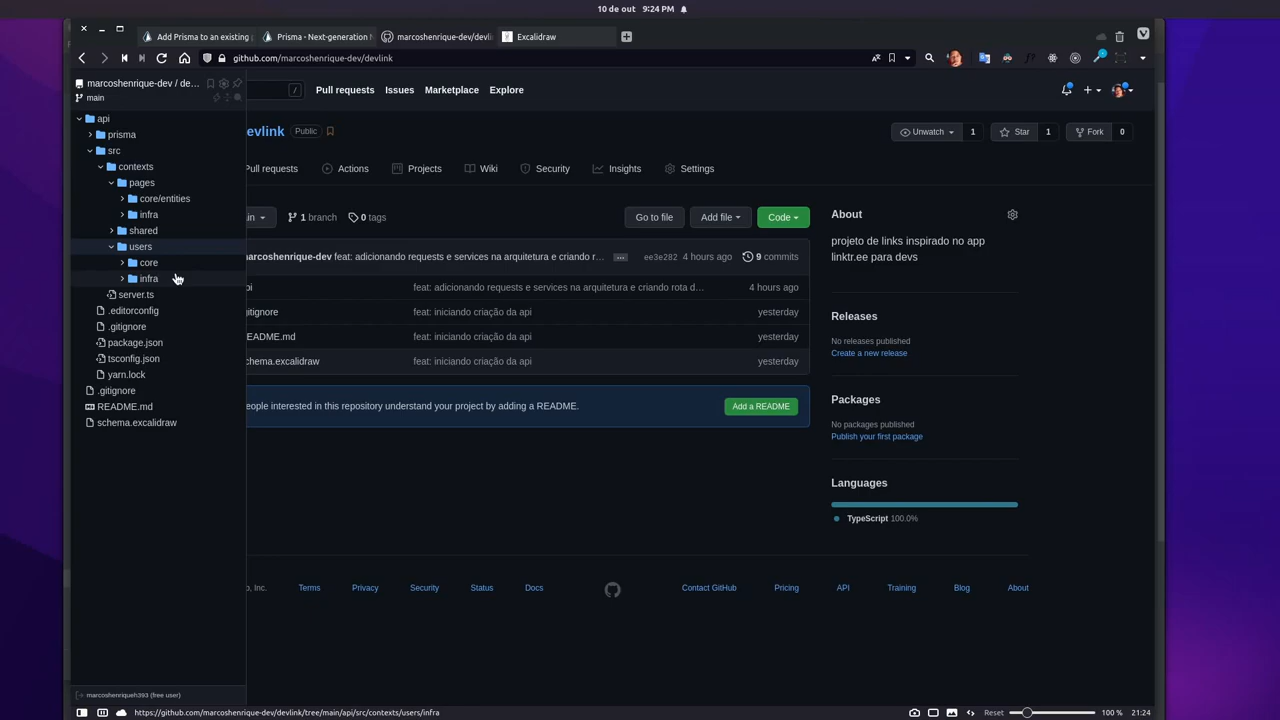 10 de out 9:24 PM
Add Prisma to an existing
Prisma - Next-generation
marcoshenrique-dev/devlin
Excalidraw
github.com/marcoshenrique-dev/devlink
marcoshenrique-dev / de...
main
/
Pull requests
Issues
Marketplace
Explore
api
prisma
src
contexts
pages
core/entities
infra
shared
users
core
infra
server.ts
.editorconfig
.gitignore
package.json
tsconfig.json
yarn.lock
.gitignore
README.md
schema.excalidraw
evlink
Public
Unwatch 1
Star 1
Fork 0
Pull requests
Actions
Projects
Wiki
Security
Insights
Settings
in
1 branch
0 tags
Go to file
Add file
Code
arcoshenrique-dev feat: adicionando requests e services na arquitetura e criando r... ... ee3e282 4 hours ago 9 commits
pi feat: adicionando requests e services na arquitetura e criando rota d... 4 hours ago
gitignore feat: iniciando criação da api yesterday
EADME.md feat: iniciando criação da api yesterday
chema.excalidraw feat: iniciando criação da api yesterday
eople interested in this repository understand your project by adding a README.
Add a README
About
projeto de links inspirado no app
linktr.ee para devs
Releases
No releases published
Create a new release
Packages
No packages published
Publish your first package
Languages
TypeScript 100.0%
b, Inc.
Terms
Privacy
Security
Status
Docs
Contact GitHub
Pricing
API
Training
Blog
About
marcoshenriqueh393 (free user)
https://github.com/marcoshenrique-dev/devlink/tree/main/api/src/contexts/users/infra
Reset
100 %
21:24